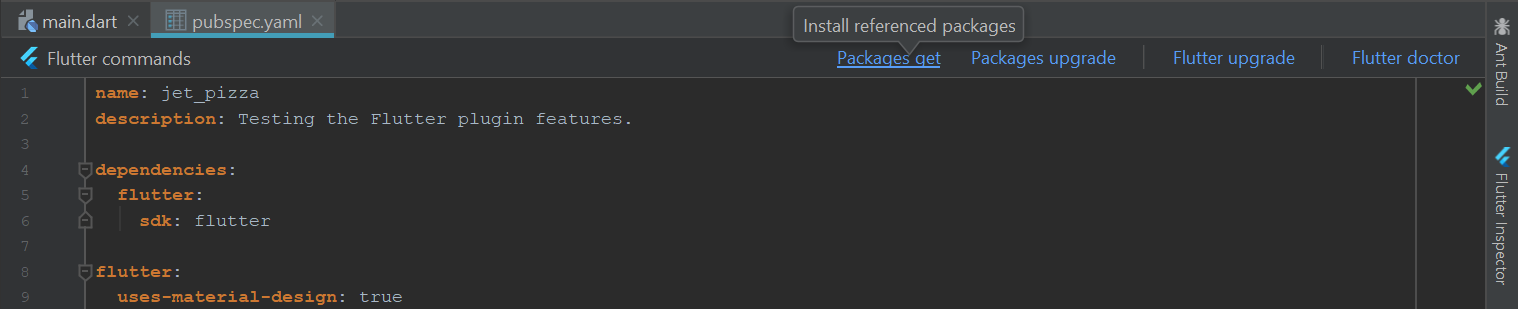 main.dart
pubspec.yaml
Install referenced packages
Flutter commands
Packages get
Packages upgrade
Flutter upgrade
Flutter doctor
1 name: jet_pizza
2 description: Testing the Flutter plugin features.
3
4 dependencies:
5 flutter:
6 sdk: flutter
7
8 flutter:
9 uses-material-design: true
Ant Build
Flutter Inspector